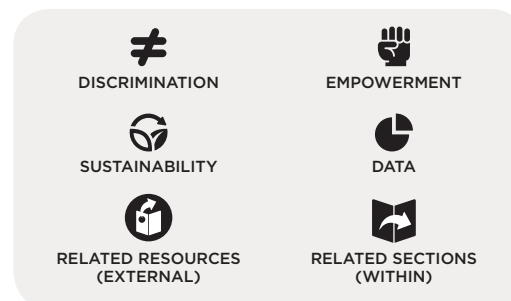 DISCRIMINATION
EMPOWERMENT
SUSTAINABILITY
DATA
RELATED RESOURCES
(EXTERNAL)
RELATED SECTIONS
(WITHIN)